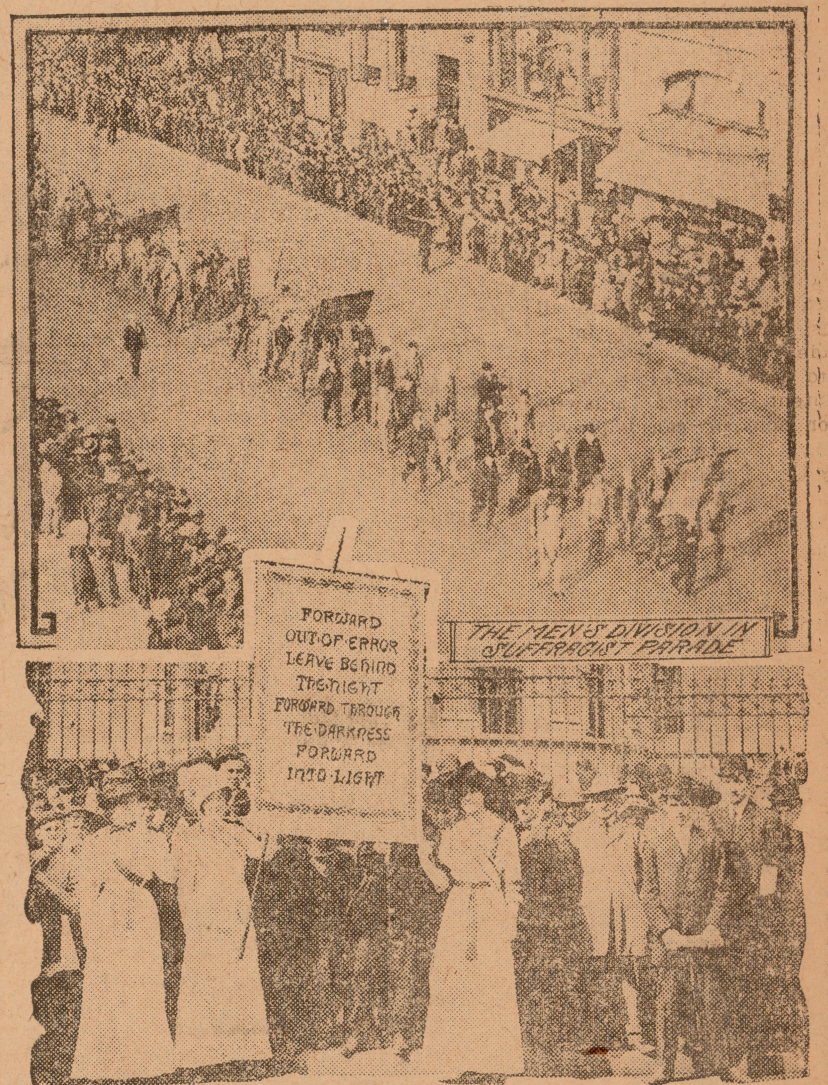 FORWARD
OUT·OF·ERROR
LEAVE BEHIND
THE·NIGHT
FORWARD THROUGH
THE·DARKNESS
FORWARD
INTO·LIGHT
THE MEN'S DIVISION IN
SUFFRAGIST PARADE